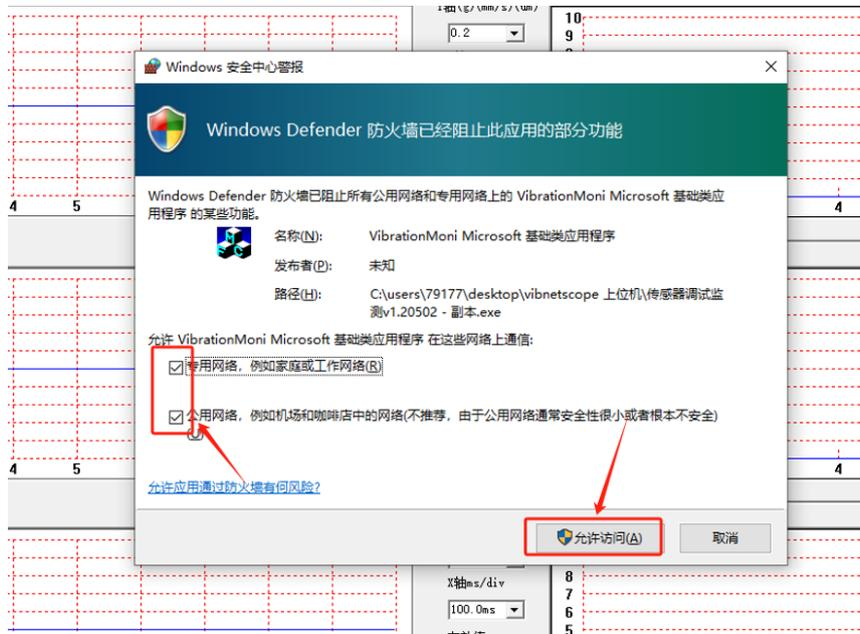 Y轴(g)(mm/s)(um)
0.2
10
9
Windows 安全中心警报
Windows Defender 防火墙已经阻止此应用的部分功能
Windows Defender 防火墙已阻止所有公用网络和专用网络上的 VibrationMoni Microsoft 基础类应
用程序 的某些功能。
名称(N): VibrationMoni Microsoft 基础类应用程序
发布者(P): 未知
路径(H): C:\users\79177\desktop\vibnetscope 上位机\传感器调试监
测v1.20502 - 副本.exe
允许 VibrationMoni Microsoft 基础类应用程序 在这些网络上通信:
专用网络，例如家庭或工作网络(R)
公用网络，例如机场和咖啡店中的网络(不推荐，由于公用网络通常安全性很小或者根本不安全)
(U)
允许应用通过防火墙有何风险?
允许访问(A)
取消
4 5
4
4 5
4
X轴ms/div
100.0ms
8
7
6
5